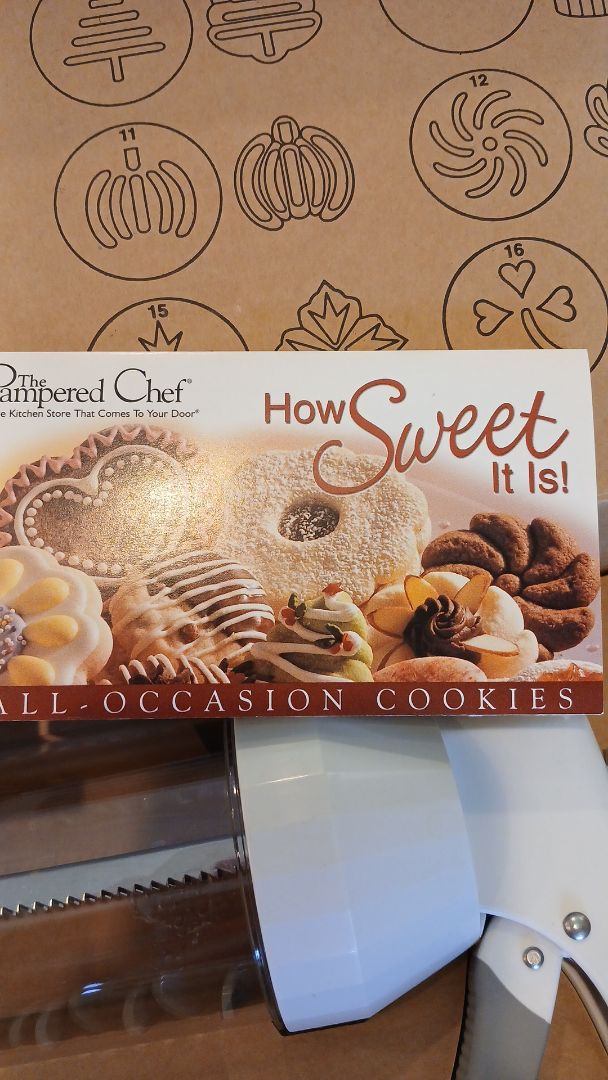 12
11
16
15
The
Pampered Chef®
e Kitchen Store That Comes To Your Door®
How Sweet
It Is!
ALL-OCCASION COOKIES